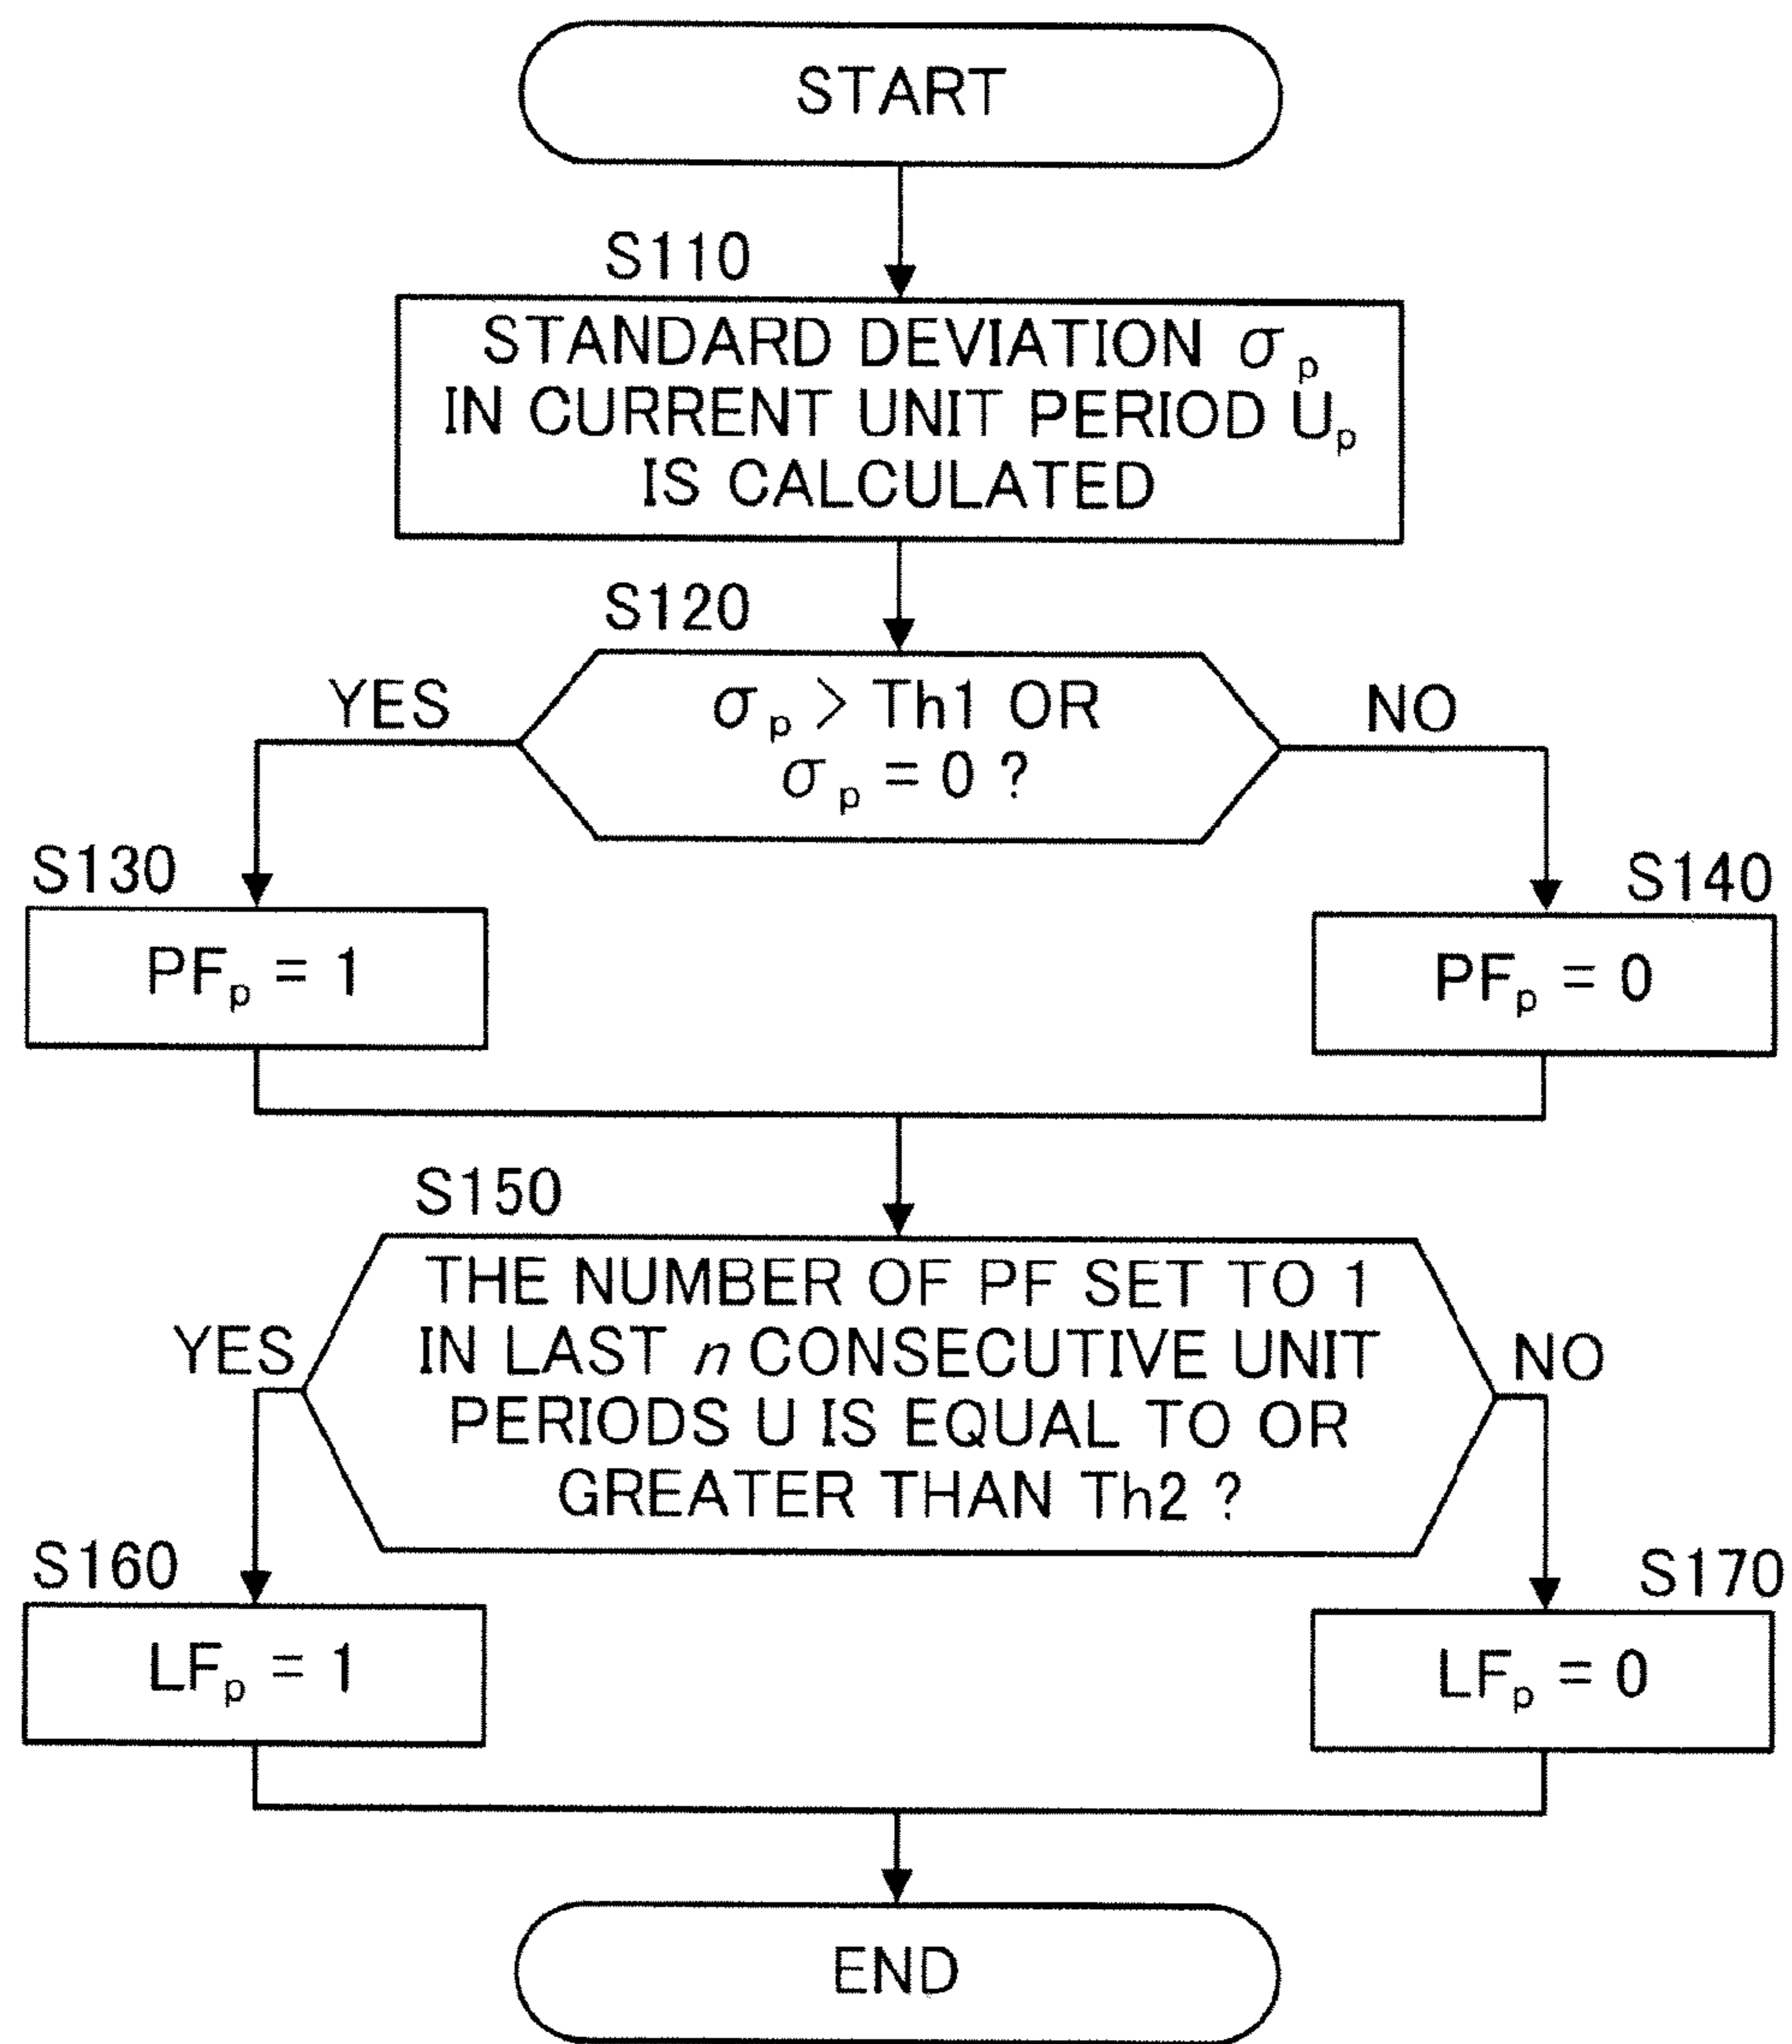 START
S110
STANDARD DEVIATION σp
IN CURRENT UNIT PERIOD Up
IS CALCULATED
S120
YES
σp > Th1 OR
σp = 0 ?
NO
S130
PFp = 1
S140
PFp = 0
S150
YES
THE NUMBER OF PF SET TO 1
IN LAST n CONSECUTIVE UNIT
PERIODS U IS EQUAL TO OR
GREATER THAN Th2 ?
NO
S160
LFp = 1
S170
LFp = 0
END